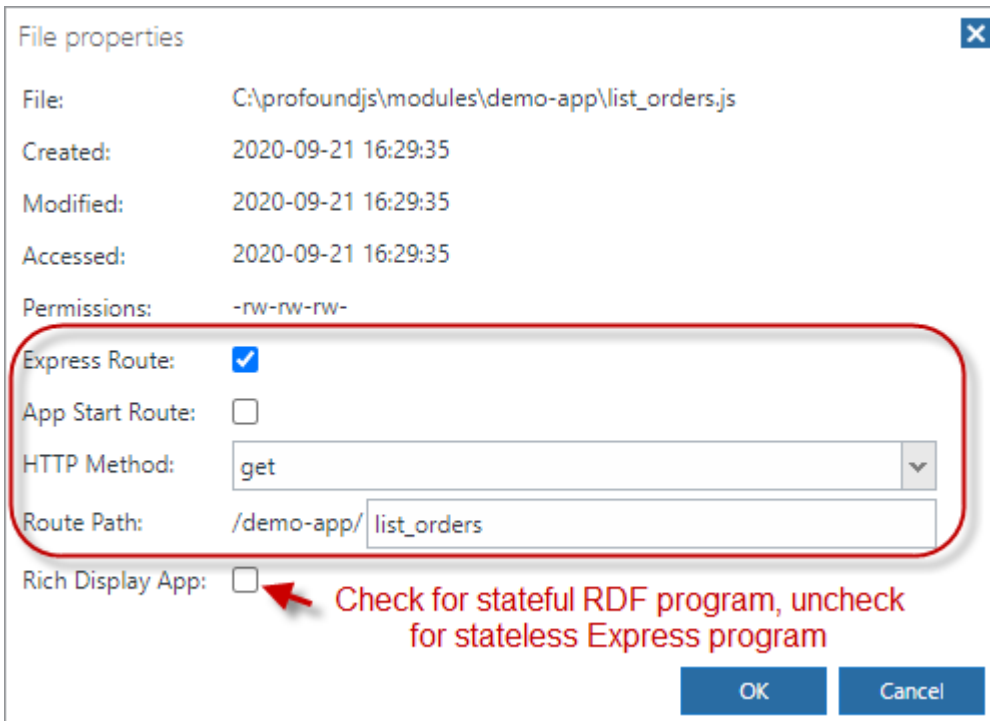 File properties
File: C:\profoundjs\modules\demo-app\list_orders.js
Created: 2020-09-21 16:29:35
Modified: 2020-09-21 16:29:35
Accessed: 2020-09-21 16:29:35
Permissions: -rw-rw-rw-
Express Route:
App Start Route:
HTTP Method: get
Route Path: /demo-app/ list_orders
Rich Display App:
Check for stateful RDF program, uncheck
for stateless Express program
OK Cancel